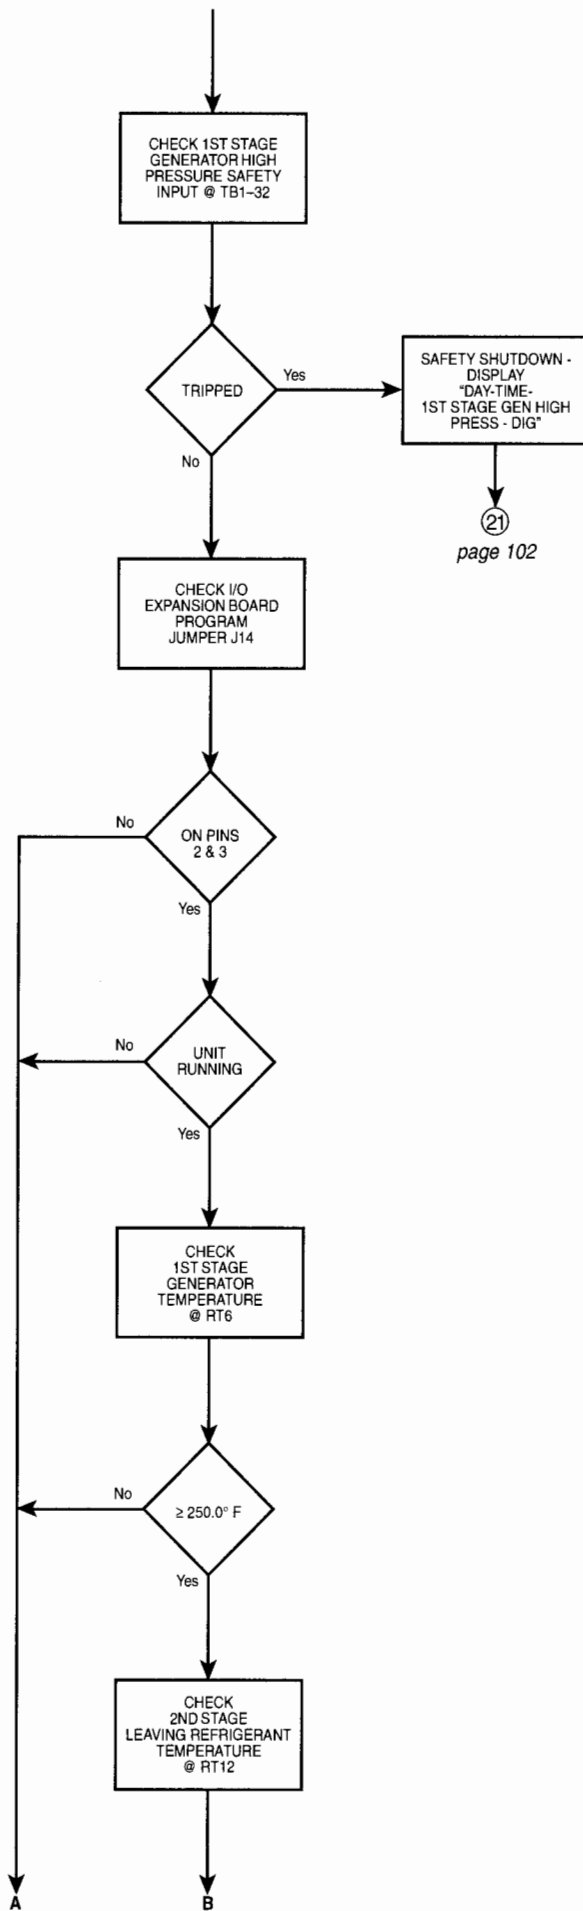 CHECK 1ST STAGE
GENERATOR HIGH
PRESSURE SAFETY
INPUT @ TB1–32
TRIPPED
Yes
SAFETY SHUTDOWN -
DISPLAY
"DAY-TIME-
1ST STAGE GEN HIGH
PRESS - DIG"
No
21
page 102
CHECK I/O
EXPANSION BOARD
PROGRAM
JUMPER J14
No
ON PINS
2 & 3
Yes
No
UNIT
RUNNING
Yes
CHECK
1ST STAGE
GENERATOR
TEMPERATURE
@ RT6
No
≥ 250.0° F
Yes
CHECK
2ND STAGE
LEAVING REFRIGERANT
TEMPERATURE
@ RT12
A
B